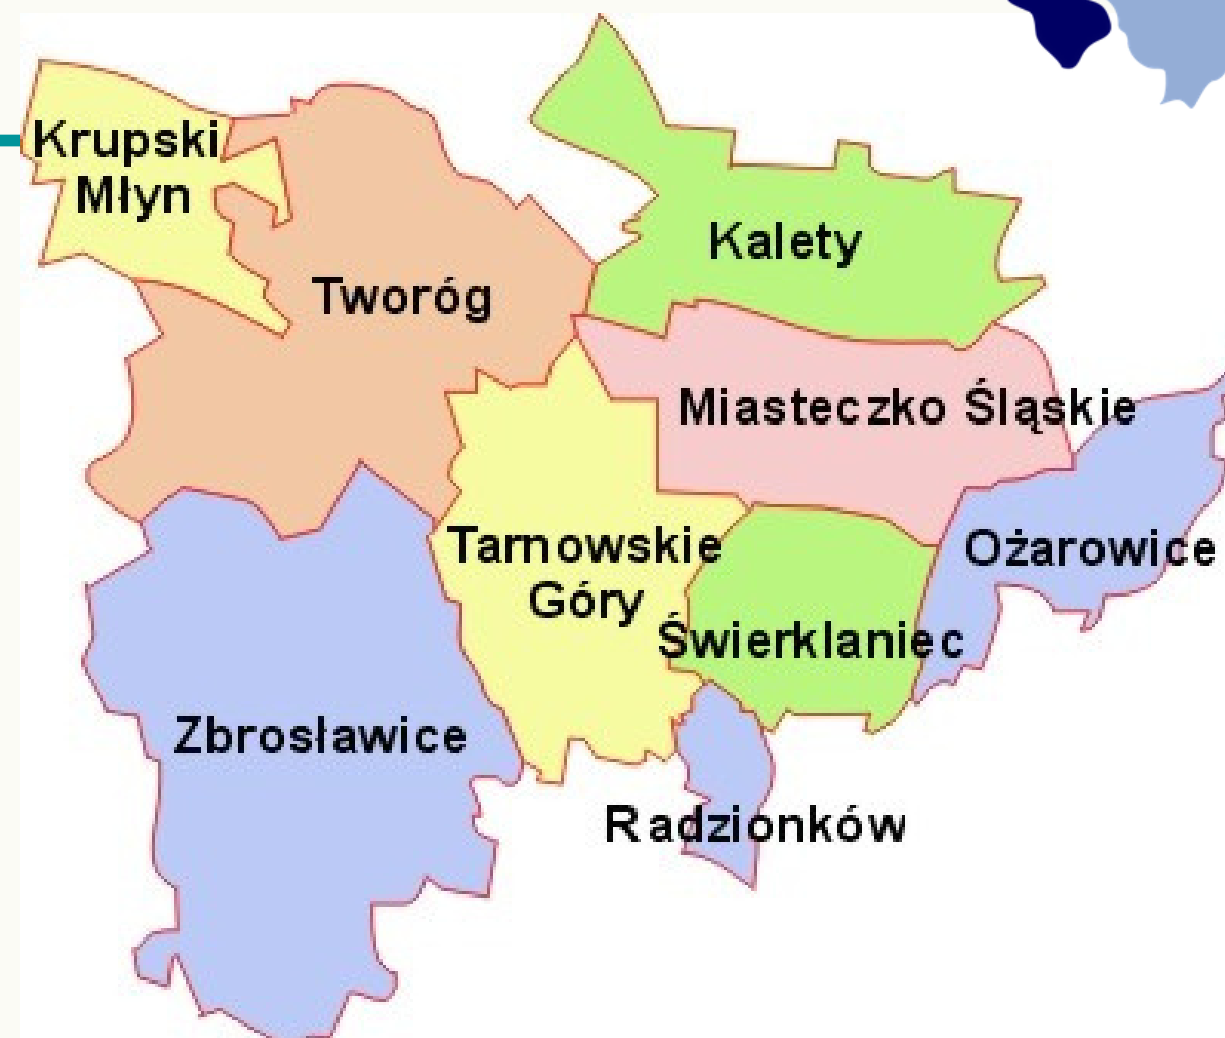 Krupski
Młyn
Kalety
Tworóg
Miasteczko Śląskie
Tarnowskie
Góry
Ożarowice
Świerklaniec
Zbrosławice
Radzionków